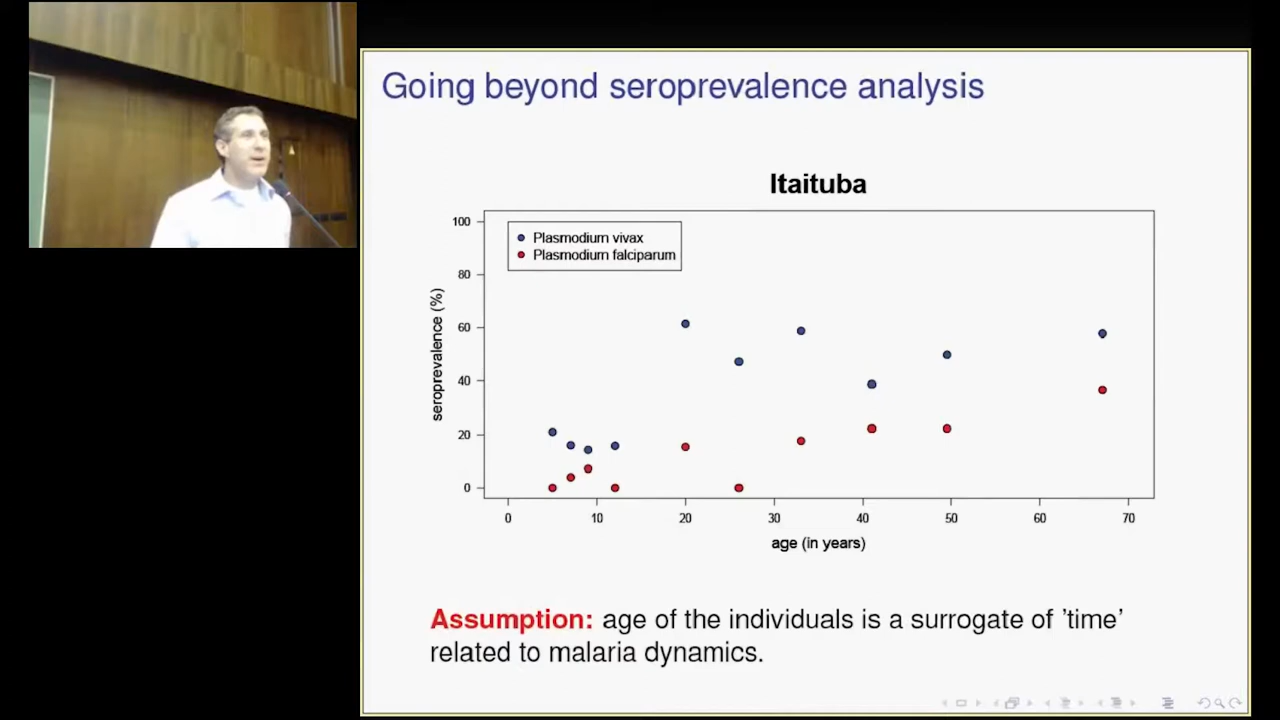 Going beyond seroprevalence analysis
Itaituba
100
80
60
40
20
0
seroprevalence (%)
Plasmodium vivax
Plasmodium falciparum
0 10 20 30 40 50 60 70
age (in years)
Assumption: age of the individuals is a surrogate of 'time'
related to malaria dynamics.